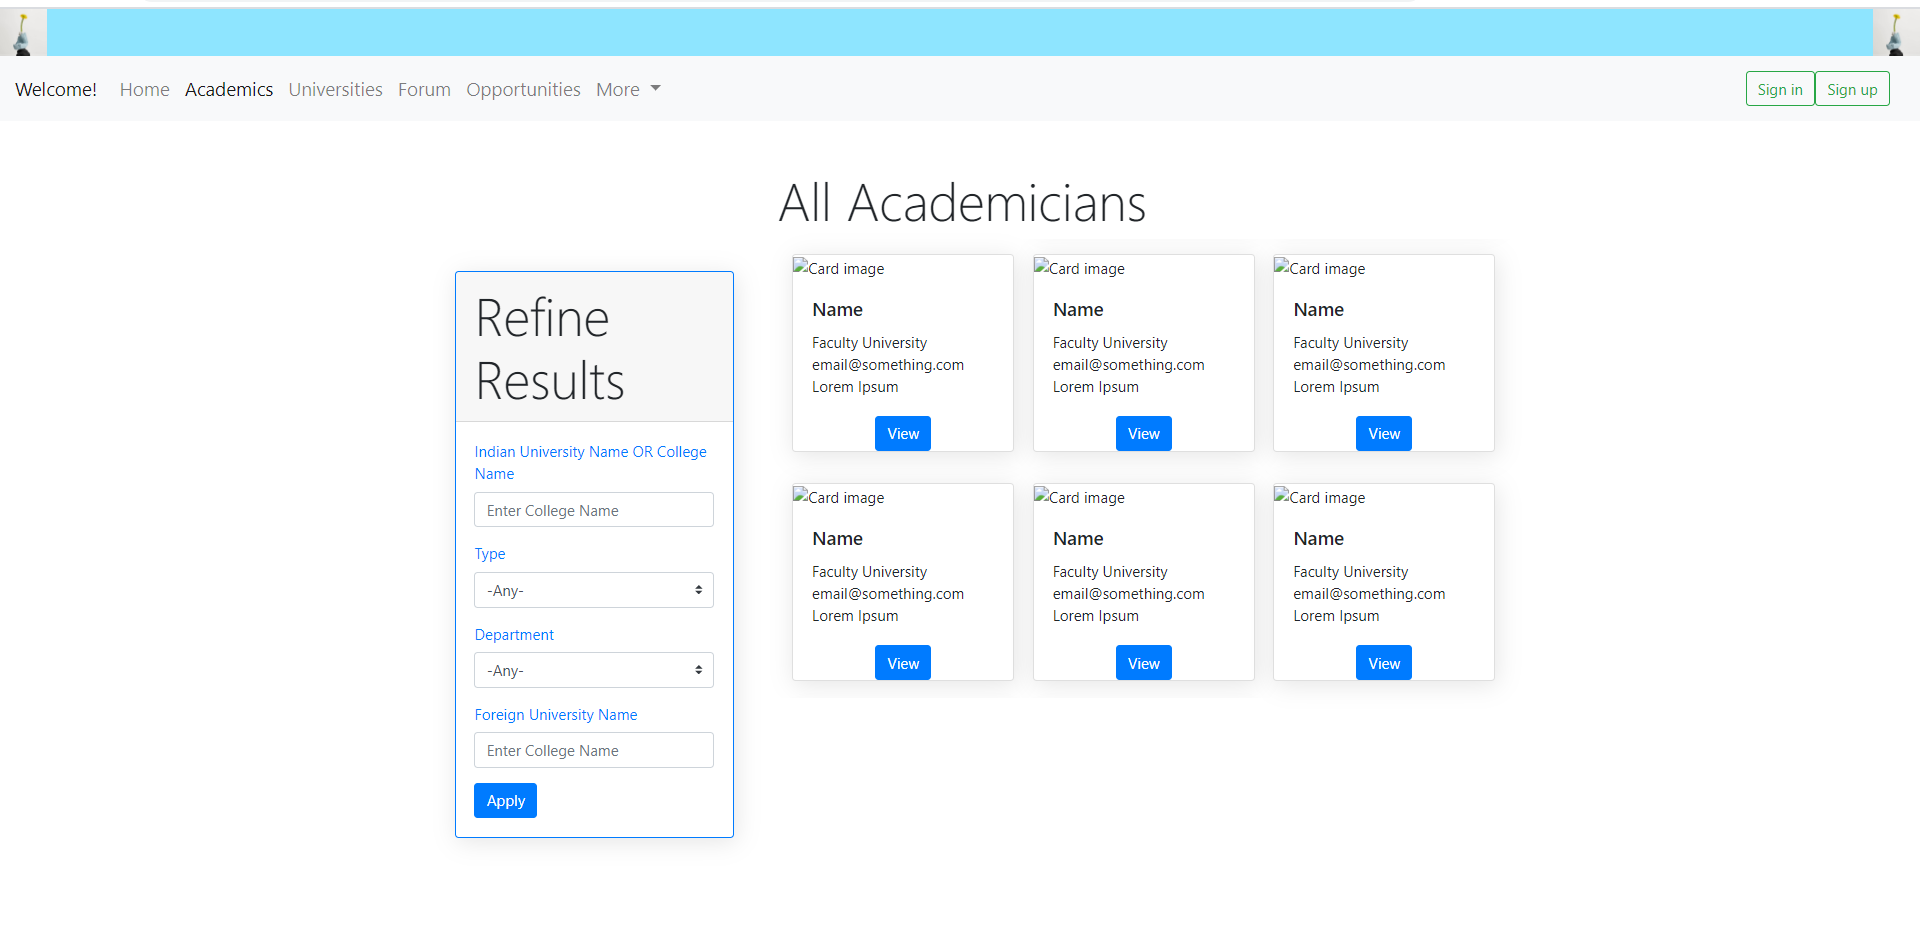 Welcome! Home Academics Universities Forum Opportunities More Sign in Sign up
All Academicians
Refine
Results
Indian University Name OR College
Name
Enter College Name
Type
-Any-
Department
-Any-
Foreign University Name
Enter College Name
Apply
Card image
Name
Faculty University
email@something.com
Lorem Ipsum
View
Card image
Name
Faculty University
email@something.com
Lorem Ipsum
View
Card image
Name
Faculty University
email@something.com
Lorem Ipsum
View
Card image
Name
Faculty University
email@something.com
Lorem Ipsum
View
Card image
Name
Faculty University
email@something.com
Lorem Ipsum
View
Card image
Name
Faculty University
email@something.com
Lorem Ipsum
View